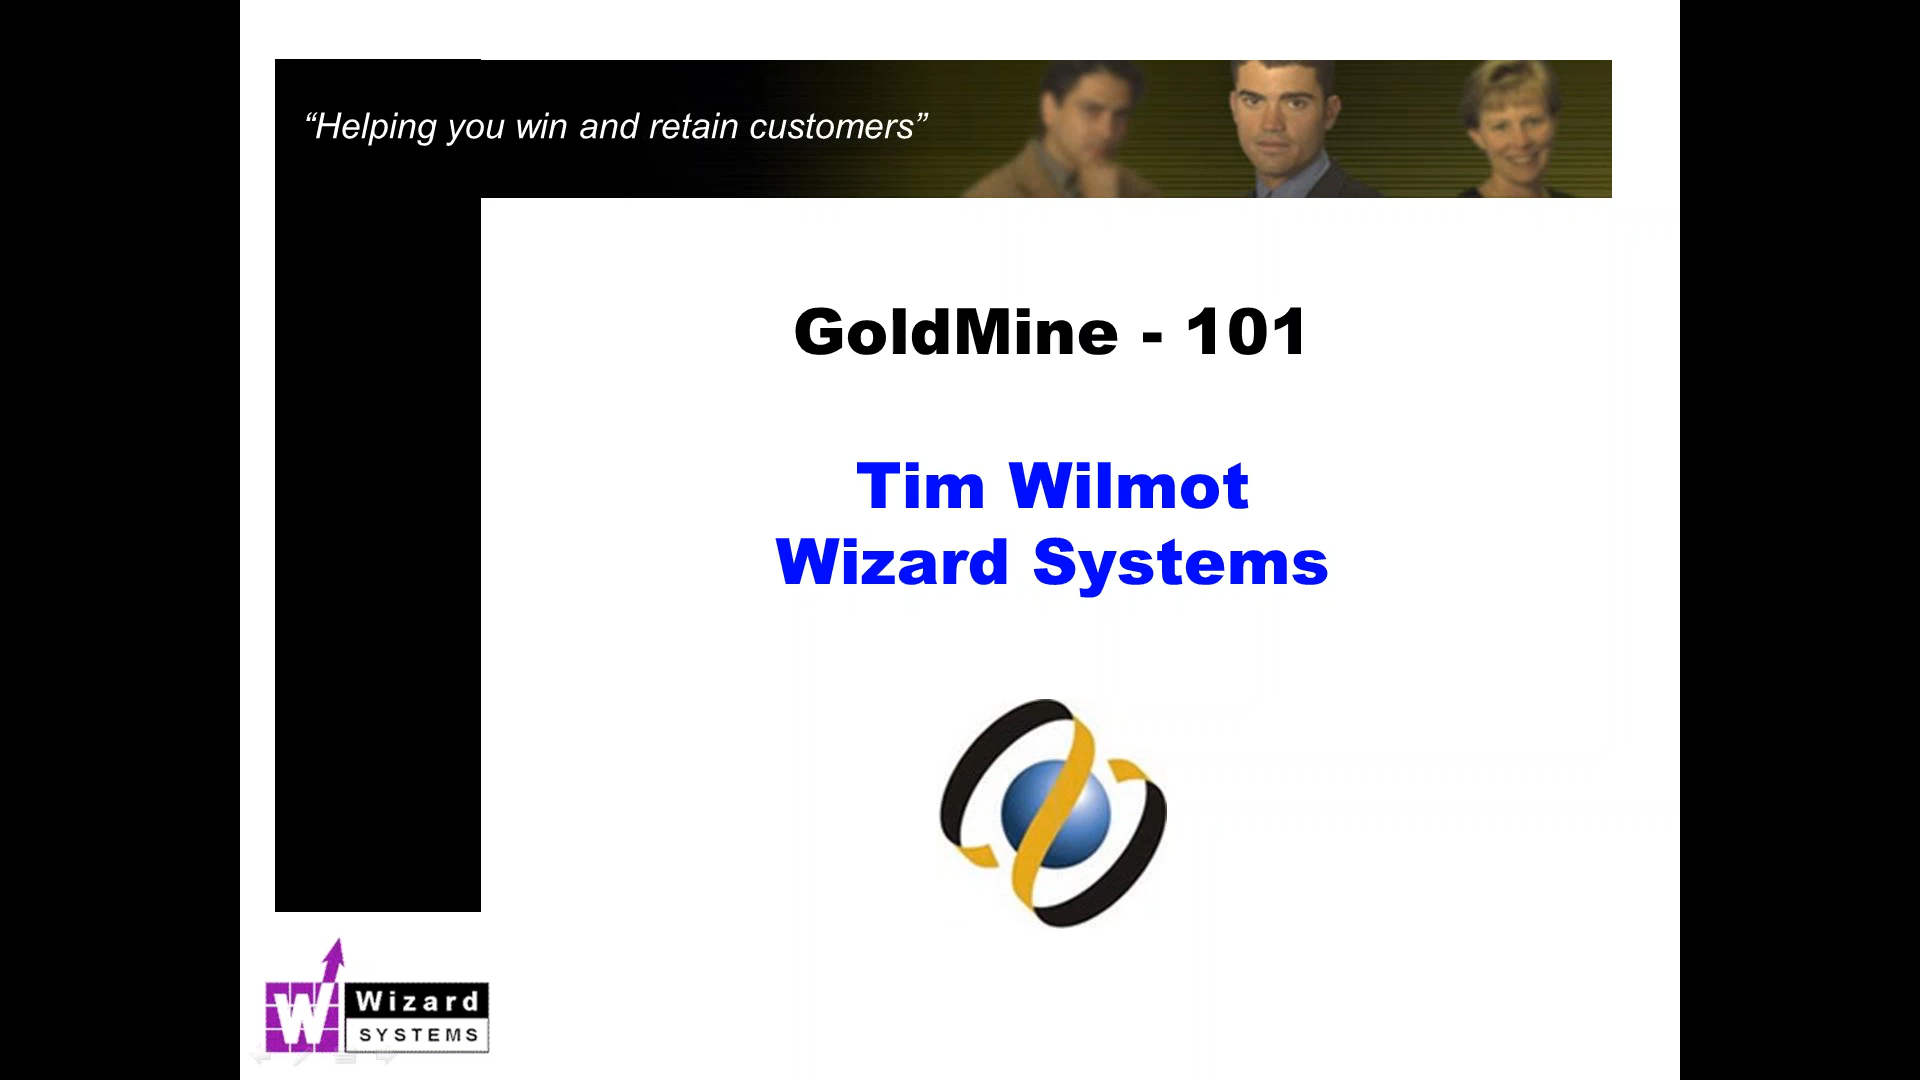 “Helping you win and retain customers”
GoldMine - 101
Tim Wilmot
Wizard Systems
W Wizard
SYSTEMS